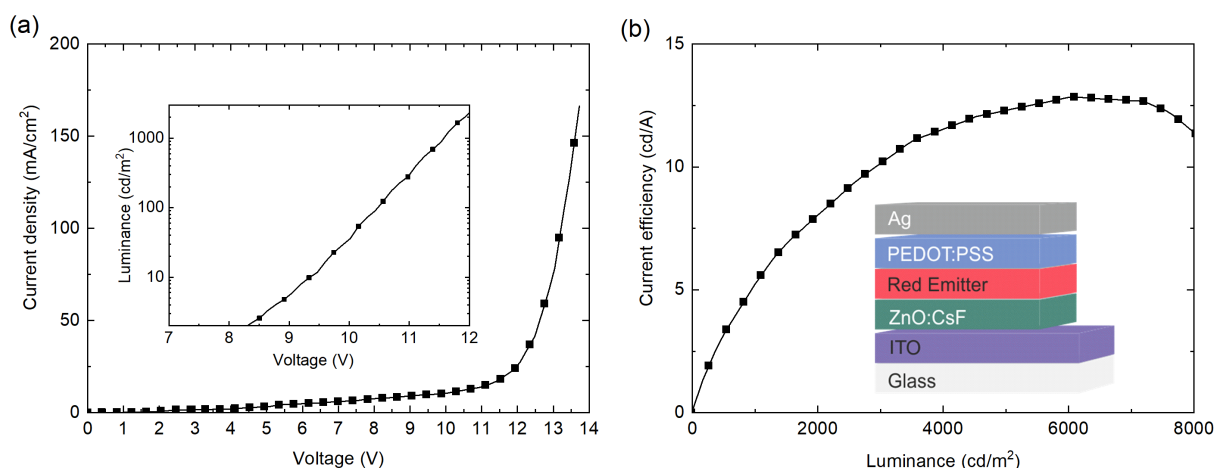 (a)
200
150
100
50
0
Current density (mA/cm²)
0 1 2 3 4 5 6 7 8 9 10 11 12 13 14
Voltage (V)
1000
100
10
Luminance (cd/m²)
7 8 9 10 11 12
Voltage (V)
(b)
15
10
5
0
Current efficiency (cd/A)
0 2000 4000 6000 8000
Luminance (cd/m²)
Ag
PEDOT:PSS
Red Emitter
ZnO:CsF
ITO
Glass